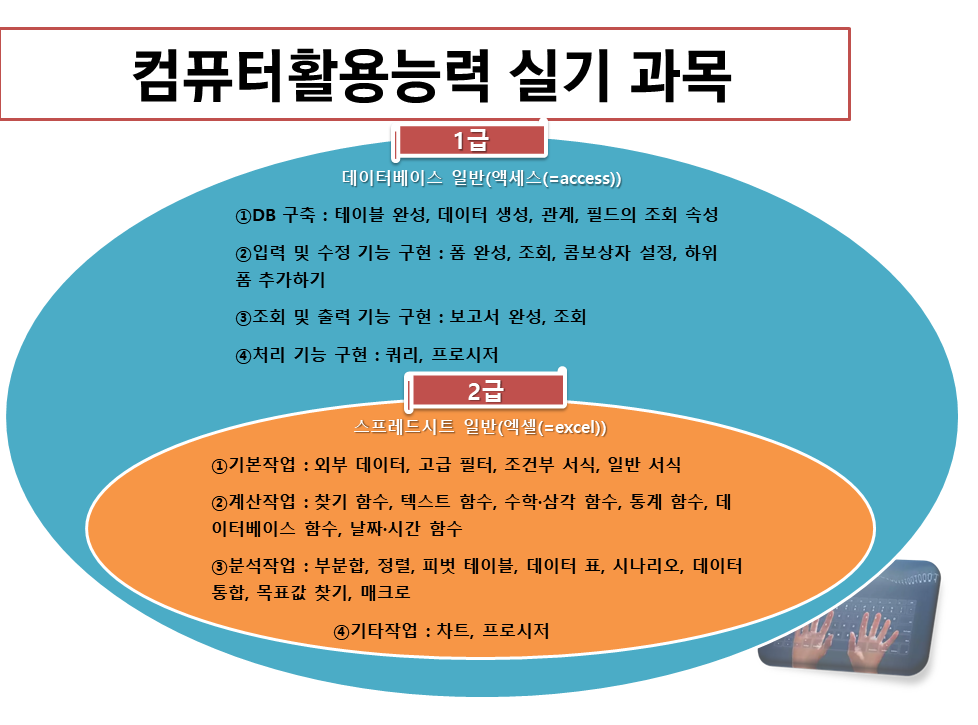 컴퓨터활용능력 실기 과목
1급
데이터베이스 일반(액세스(=access))
①DB 구축 : 테이블 완성, 데이터 생성, 관계, 필드의 조회 속성
②입력 및 수정 기능 구현 : 폼 완성, 조회, 콤보상자 설정, 하위
폼 추가하기
③조회 및 출력 기능 구현 : 보고서 완성, 조회
④처리 기능 구현 : 쿼리, 프로시저
2급
스프레드시트 일반(엑셀(=excel))
①기본작업 : 외부 데이터, 고급 필터, 조건부 서식, 일반 서식
②계산작업 : 찾기 함수, 텍스트 함수, 수학·삼각 함수, 통계 함수, 데
이터베이스 함수, 날짜·시간 함수
③분석작업 : 부분합, 정렬, 피벗 테이블, 데이터 표, 시나리오, 데이터
통합, 목표값 찾기, 매크로
④기타작업 : 차트, 프로시저